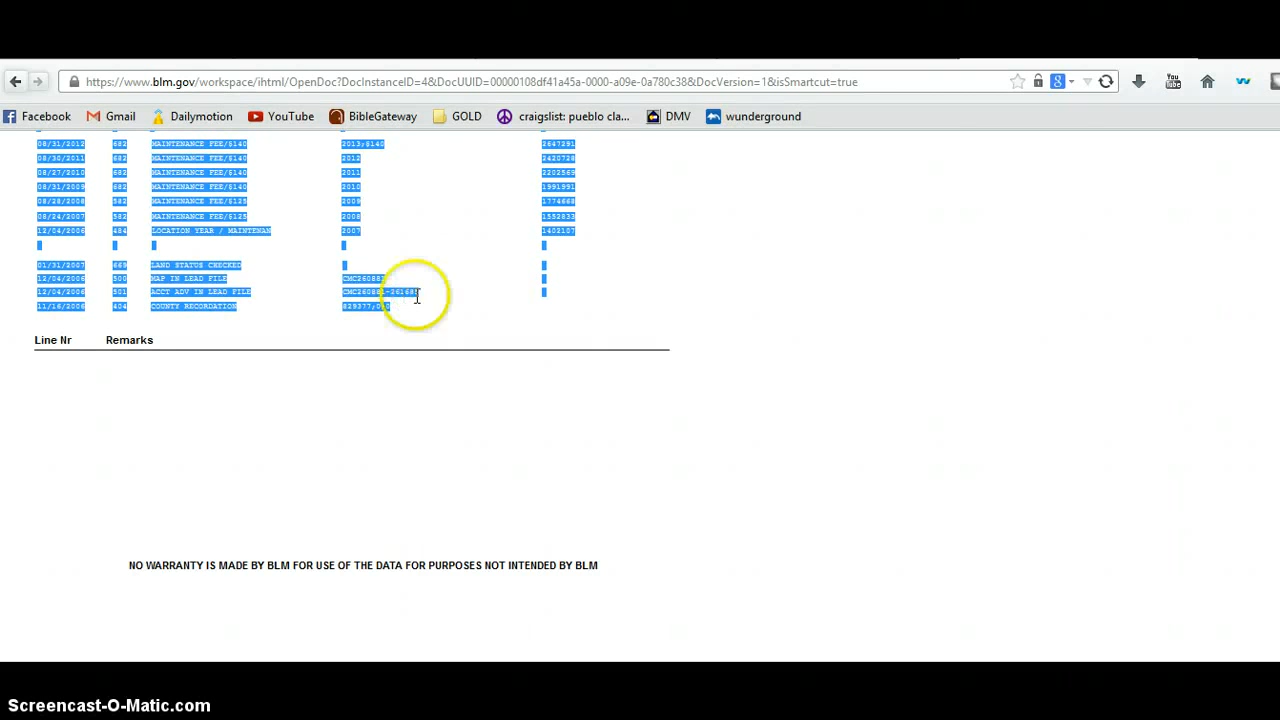 https://www.blm.gov/workspace/ihtml/OpenDoc?DocInstanceID=4&DocUUID=00000108df41a45a-0000-a09e-0a780c38&DocVersion=1&isSmartcut=true
Facebook Gmail Dailymotion YouTube BibleGateway GOLD craigslist: pueblo cla... DMV wunderground
08/31/2012 682 MAINTENANCE FEE/$140 2013;$140 2647291
08/30/2011 682 MAINTENANCE FEE/$140 2012 2420728
08/27/2010 682 MAINTENANCE FEE/$140 2011 2202569
08/31/2009 682 MAINTENANCE FEE/$140 2010 1991991
08/28/2008 582 MAINTENANCE FEE/$125 2009 1774668
08/24/2007 582 MAINTENANCE FEE/$125 2008 1552833
12/04/2006 484 LOCATION YEAR / MAINTENAN 2007 1402107
01/31/2007 669 LAND STATUS CHECKED
12/04/2006 500 MAP IN LEAD FILE
12/04/2006 501 ACCT ADV IN LEAD FILE
11/16/2006 404 COUNTY RECORDATION
Line Nr Remarks
NO WARRANTY IS MADE BY BLM FOR USE OF THE DATA FOR PURPOSES NOT INTENDED BY BLM
Screencast-O-Matic.com